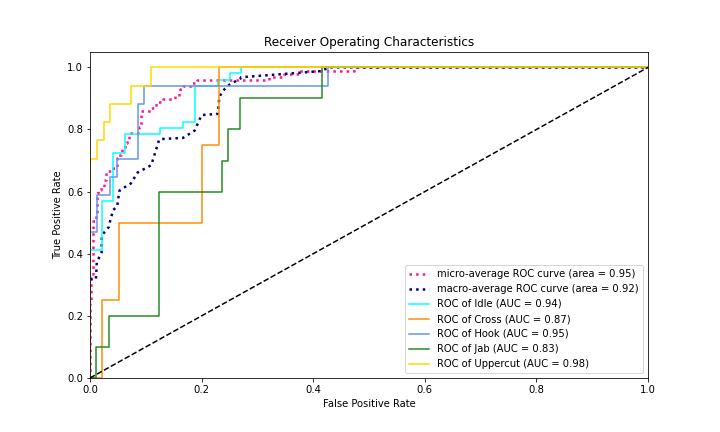 Receiver Operating Characteristics
True Positive Rate
1.0
0.8
0.6
0.4
0.2
0.0
micro-average ROC curve (area = 0.95)
macro-average ROC curve (area = 0.92)
ROC of Idle (AUC = 0.94)
ROC of Cross (AUC = 0.87)
ROC of Hook (AUC = 0.95)
ROC of Jab (AUC = 0.83)
ROC of Uppercut (AUC = 0.98)
0.0 0.2 0.4 0.6 0.8 1.0
False Positive Rate